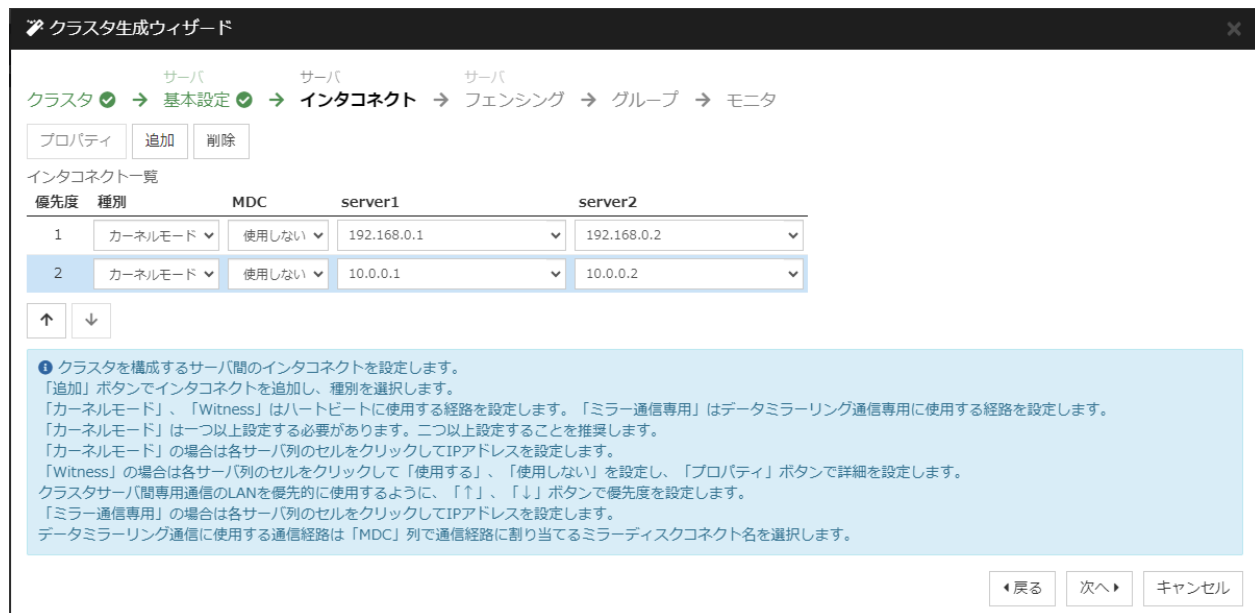 クラスタ生成ウィザード
サーバ サーバ サーバ
クラスタ → 基本設定 → インタコネクト → フェンシング → グループ → モニタ
プロパティ 追加 削除
インタコネクト一覧
優先度 種別 MDC server1 server2
1 カーネルモード 使用しない 192.168.0.1 192.168.0.2
2 カーネルモード 使用しない 10.0.0.1 10.0.0.2
↑ ↓
クラスタを構成するサーバ間のインタコネクトを設定します。
「追加」ボタンでインタコネクトを追加し、種別を選択します。
「カーネルモード」、「Witness」はハートビートに使用する経路を設定します。「ミラー通信専用」はデータミラーリング通信専用に使用する経路を設定します。
「カーネルモード」は一つ以上設定する必要があります。二つ以上設定することを推奨します。
「カーネルモード」の場合は各サーバ列のセルをクリックしてIPアドレスを設定します。
「Witness」の場合は各サーバ列のセルをクリックして「使用する」、「使用しない」を設定し、「プロパティ」ボタンで詳細を設定します。
クラスタサーバ間専用通信のLANを優先的に使用するように、「↑」、「↓」ボタンで優先度を設定します。
「ミラー通信専用」の場合は各サーバ列のセルをクリックしてIPアドレスを設定します。
データミラーリング通信に使用する通信経路は「MDC」列で通信経路に割り当てるミラーディスクコネクト名を選択します。
戻る 次へ キャンセル